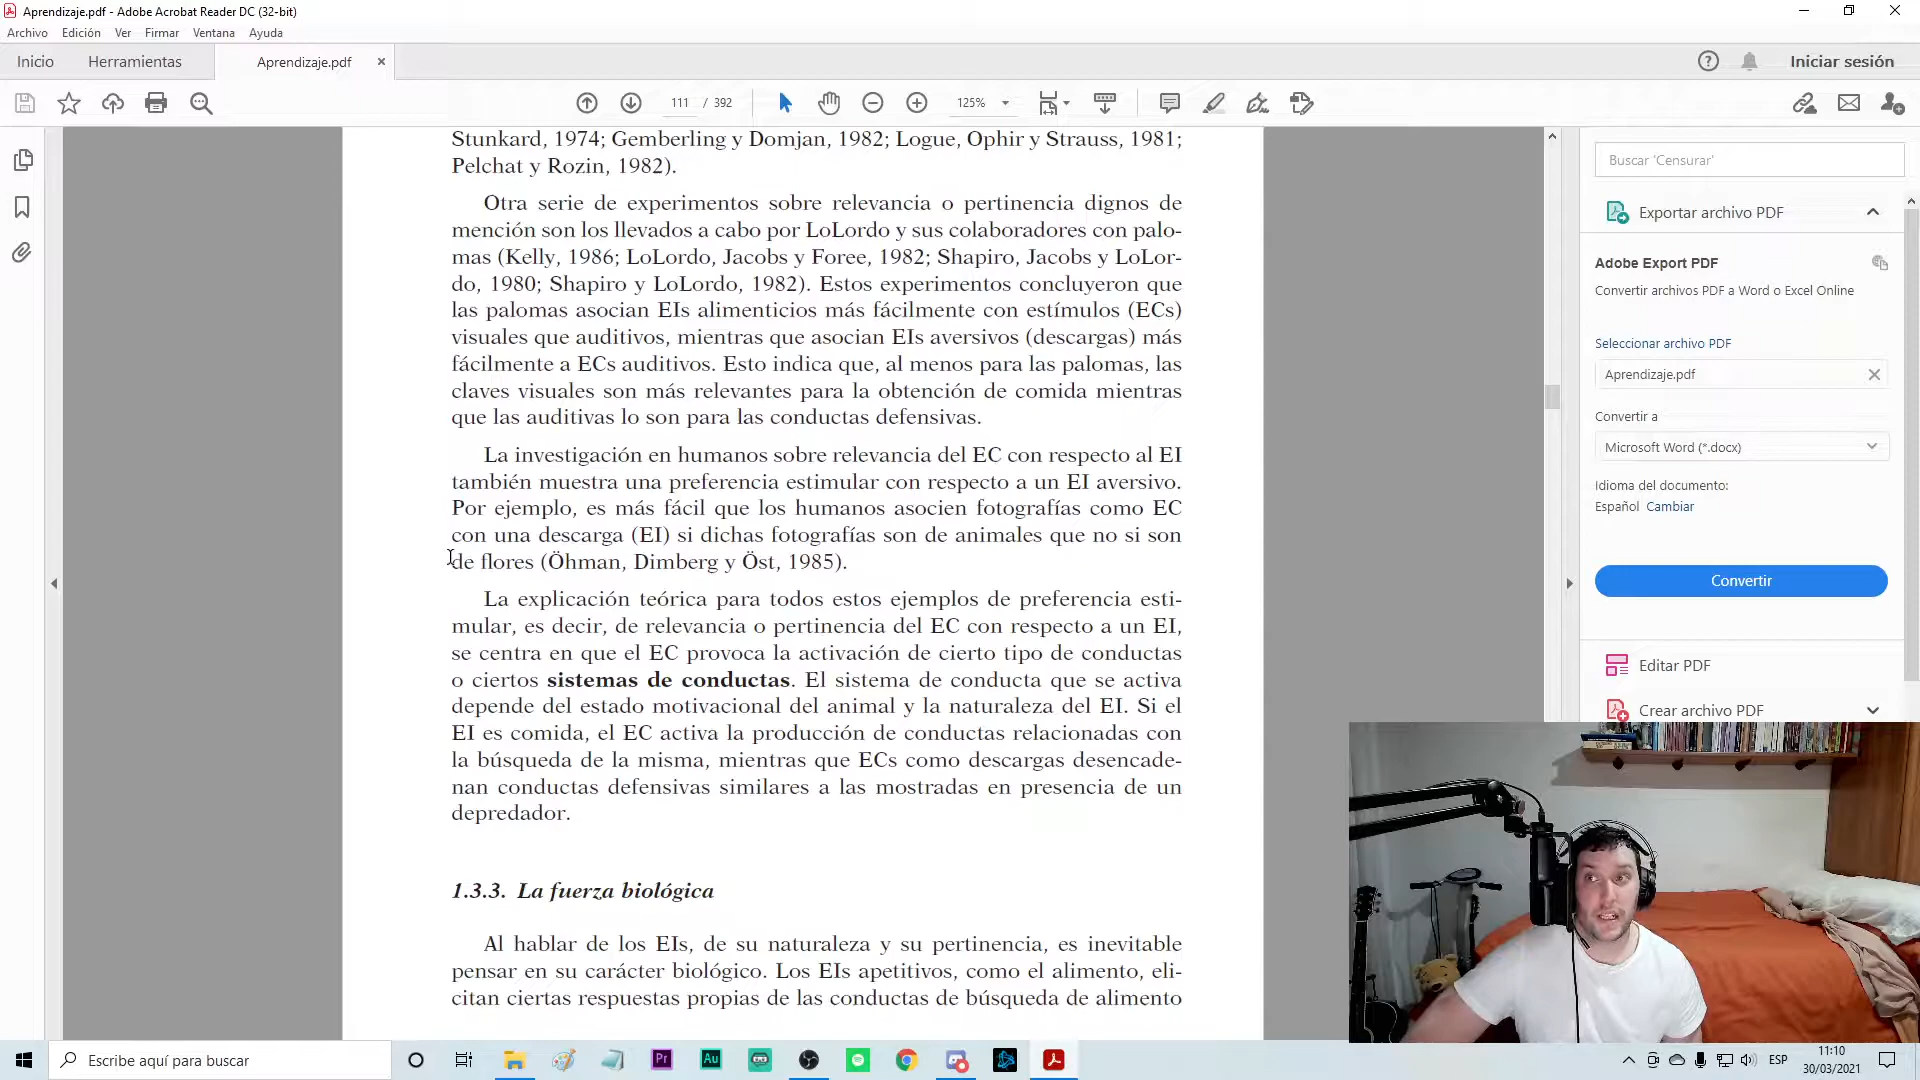 Aprendizaje.pdf - Adobe Acrobat Reader DC (32-bit)
Archivo Edición Ver Firmar Ventana Ayuda
Inicio Herramientas Aprendizaje.pdf Iniciar sesión
111 / 392 125%
Stunkard, 1974; Gemberling y Domjan, 1982; Logue, Ophir y Strauss, 1981;
Pelchat y Rozin, 1982).
Otra serie de experimentos sobre relevancia o pertinencia dignos de
mención son los llevados a cabo por LoLordo y sus colaboradores con palo-
mas (Kelly, 1986; LoLordo, Jacobs y Foree, 1982; Shapiro, Jacobs y LoLor-
do, 1980; Shapiro y LoLordo, 1982). Estos experimentos concluyeron que
las palomas asocian EIs alimenticios más fácilmente con estímulos (ECs)
visuales que auditivos, mientras que asocian EIs aversivos (descargas) más
fácilmente a ECs auditivos. Esto indica que, al menos para las palomas, las
claves visuales son más relevantes para la obtención de comida mientras
que las auditivas lo son para las conductas defensivas.
La investigación en humanos sobre relevancia del EC con respecto al EI
también muestra una preferencia estimular con respecto a un EI aversivo.
Por ejemplo, es más fácil que los humanos asocien fotografías como EC
con una descarga (EI) si dichas fotografías son de animales que no si son
de flores (Öhman, Dimberg y Öst, 1985).
La explicación teórica para todos estos ejemplos de preferencia esti-
mular, es decir, de relevancia o pertinencia del EC con respecto a un EI,
se centra en que el EC provoca la activación de cierto tipo de conductas
o ciertos sistemas de conductas. El sistema de conducta que se activa
depende del estado motivacional del animal y la naturaleza del EI. Si el
EI es comida, el EC activa la producción de conductas relacionadas con
la búsqueda de la misma, mientras que ECs como descargas desencade-
nan conductas defensivas similares a las mostradas en presencia de un
depredador.
1.3.3. La fuerza biológica
Al hablar de los EIs, de su naturaleza y su pertinencia, es inevitable
pensar en su carácter biológico. Los EIs apetitivos, como el alimento, eli-
citan ciertas respuestas propias de las conductas de búsqueda de alimento
Buscar 'Censurar'
Exportar archivo PDF
Adobe Export PDF
Convertir archivos PDF a Word o Excel Online
Seleccionar archivo PDF
Aprendizaje.pdf
Convertir a
Microsoft Word (*.docx)
Idioma del documento:
Español Cambiar
Convertir
Editar PDF
Crear archivo PDF
Escribe aquí para buscar
Pr
Au
ESP
11:10
30/03/2021